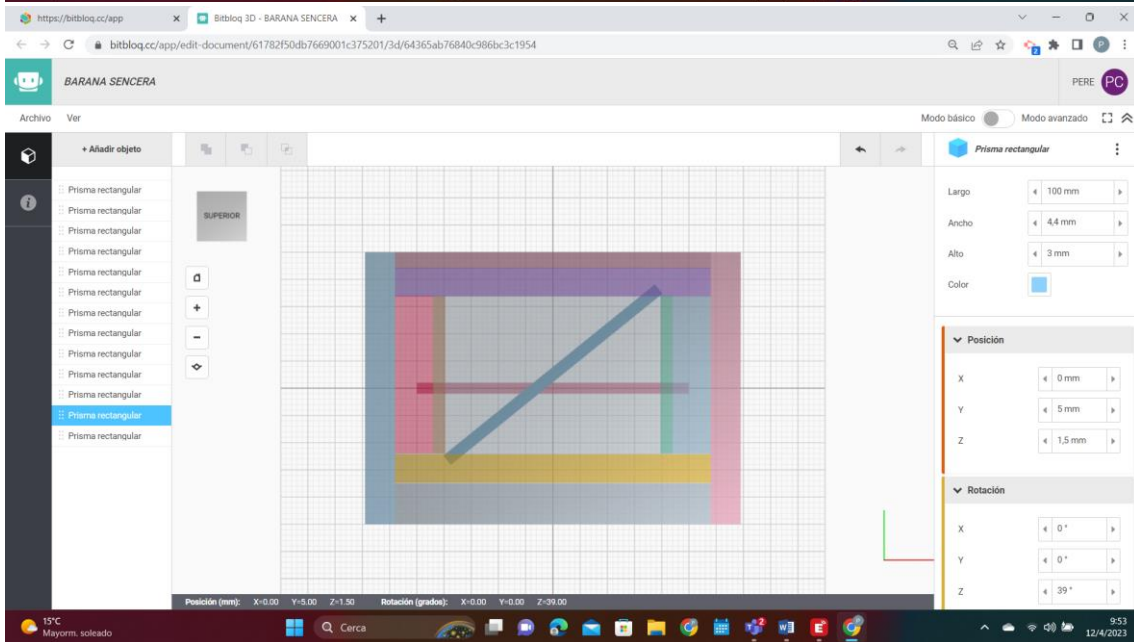 https://bitbloq.cc/app
Bitbloq 3D - BARANA SENCERA
bitbloq.cc/app/edit-document/61782f50db7669001c375201/3d/64365ab76840c986bc3c1954
2
P
BARANA SENCERA
PERE PC
Archivo Ver
Modo básico Modo avanzado
+ Añadir objeto
Prisma rectangular
Prisma rectangular
Prisma rectangular
Prisma rectangular
Prisma rectangular
Prisma rectangular
Prisma rectangular
Prisma rectangular
Prisma rectangular
Prisma rectangular
Prisma rectangular
Prisma rectangular
Prisma rectangular
SUPERIOR
Prisma rectangular
Largo 100 mm
Ancho 4,4 mm
Alto 3 mm
Color
Posición
X 0 mm
Y 5 mm
Z 1,5 mm
Rotación
X 0 °
Y 0 °
Z 39 °
Posición (mm): X=0.00 Y=5.00 Z=1.50 Rotación (grados): X=0.00 Y=0.00 Z=39.00
15°C
Mayorm. soleado
Cerca
9:53
12/4/2023